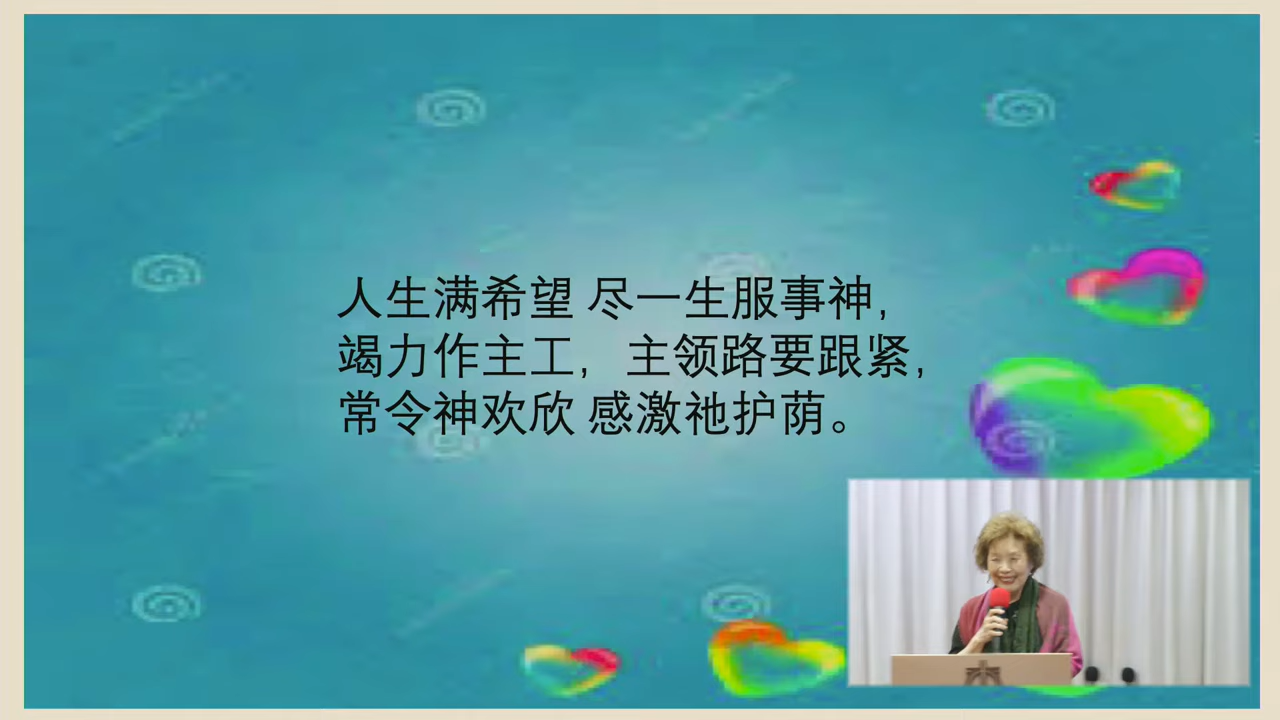 人生满希望 尽一生服事神，
竭力作主工， 主领路要跟紧，
常令神欢欣 感激祂护荫。